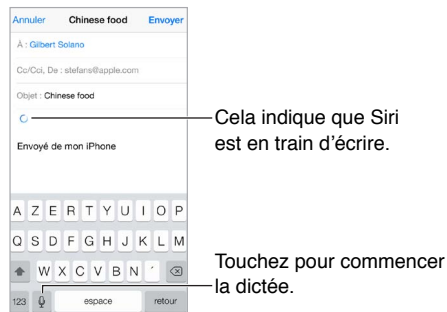 Annuler Chinese food Envoyer
À : Gilbert Solano
Cc/Cci, De : stefans@apple.com
Objet : Chinese food
Cela indique que Siri
est en train d’écrire.
Envoyé de mon iPhone
A Z E R T Y U I O P
Q S D F G H J K L M
W X C V B N ´
Touchez pour commencer
la dictée.
123 espace retour